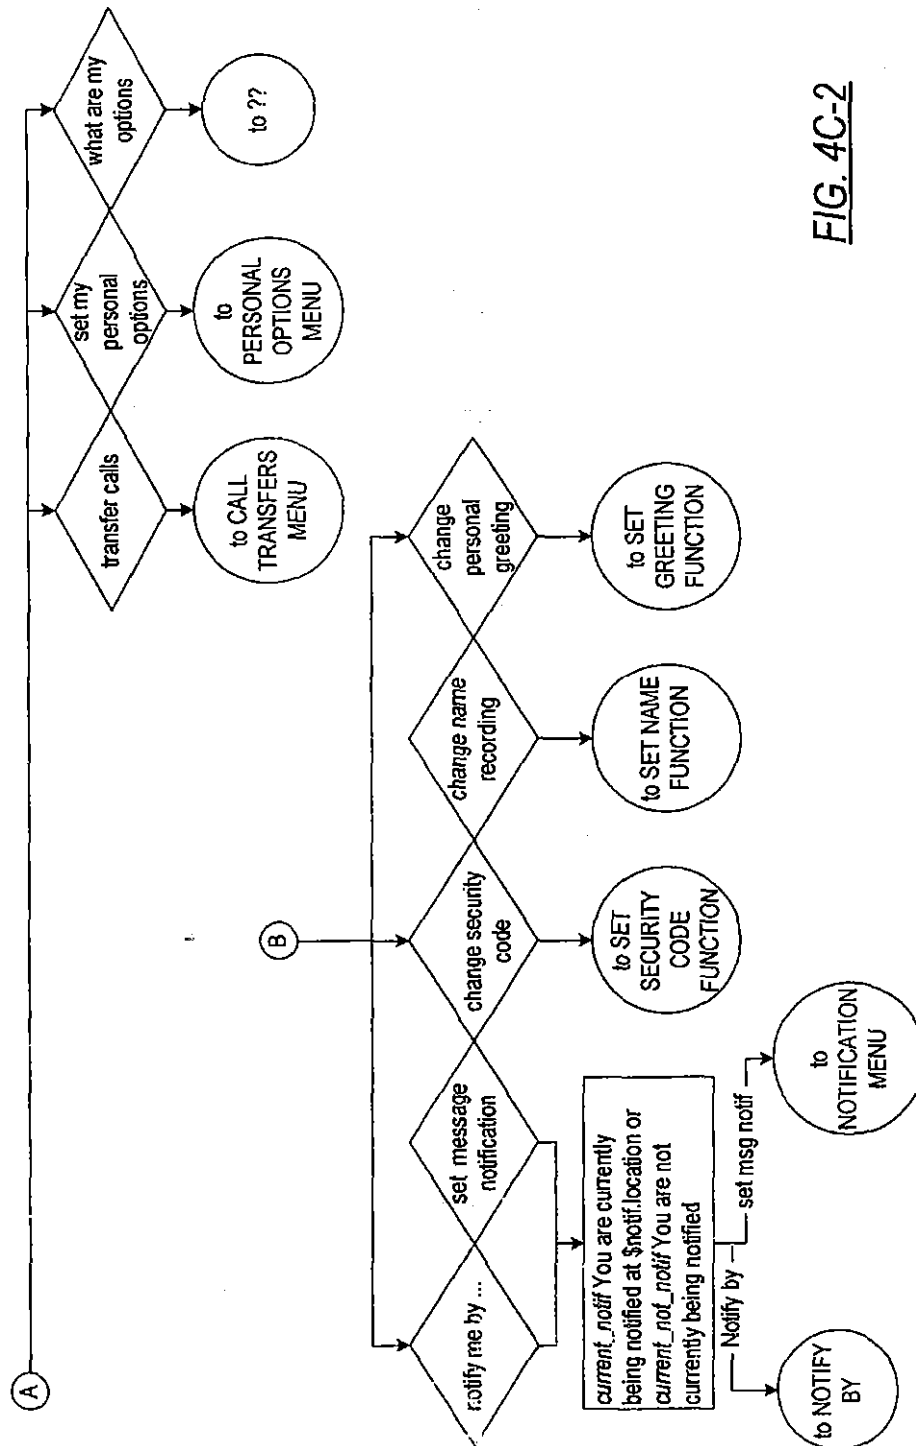 A
transfer calls
set my
personal
options
what are my
options
to CALL
TRANSFERS
MENU
to
PERSONAL
OPTIONS
MENU
to ??
B
notify me by ...
set message
notification
change security
code
change name
recording
change
personal
greeting
current_notif You are currently
being notified at $notif.location or
current_not_notif You are not
currently being notified
to SET
SECURITY
CODE
FUNCTION
to SET NAME
FUNCTION
to SET
GREETING
FUNCTION
Notify by
set msg notif
to NOTIFY
BY
to
NOTIFICATION
MENU
FIG. 4C-2